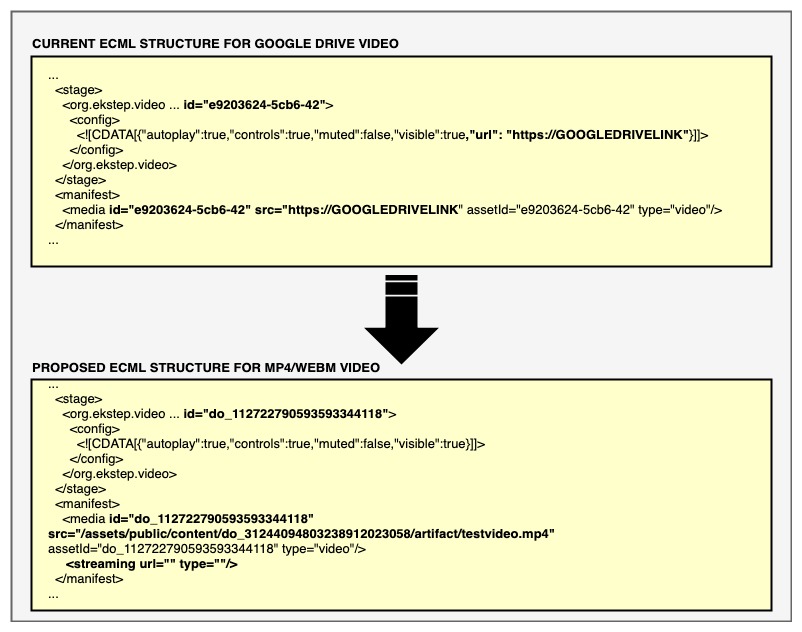 CURRENT ECML STRUCTURE FOR GOOGLE DRIVE VIDEO
...
<stage>
<org.ekstep.video ... id="e9203624-5cb6-42">
<config>
<![CDATA[{"autoplay":true,"controls":true,"muted":false,"visible":true,"url": "https://GOOGLEDRIVELINK"}]]>
</config>
</org.ekstep.video>
</stage>
<manifest>
<media id="e9203624-5cb6-42" src="https://GOOGLEDRIVELINK" assetId="e9203624-5cb6-42" type="video"/>
</manifest>
...
PROPOSED ECML STRUCTURE FOR MP4/WEBM VIDEO
...
<stage>
<org.ekstep.video ... id="do_112722790593593344118">
<config>
<![CDATA[{"autoplay":true,"controls":true,"muted":false,"visible":true}]]>
</config>
</org.ekstep.video>
</stage>
<manifest>
<media id="do_112722790593593344118"
src="/assets/public/content/do_31244094803238912023058/artifact/testvideo.mp4"
assetId="do_112722790593593344118" type="video"/>
<streaming url="" type=""/>
</manifest>
...